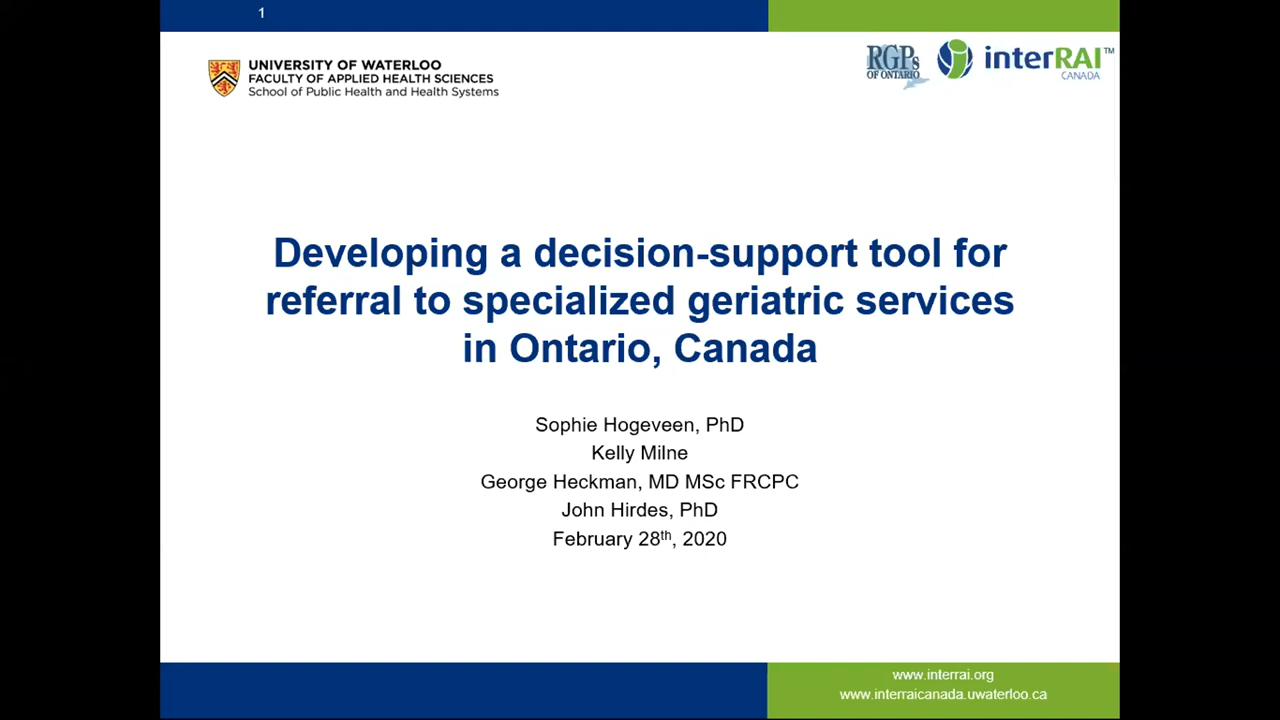 1
UNIVERSITY OF WATERLOO
FACULTY OF APPLIED HEALTH SCIENCES
School of Public Health and Health Systems
RGPs
OF ONTARIO
interRAI™
CANADA
Developing a decision-support tool for
referral to specialized geriatric services
in Ontario, Canada
Sophie Hogeveen, PhD
Kelly Milne
George Heckman, MD MSc FRCPC
John Hirdes, PhD
February 28th, 2020
www.interrai.org
www.interraicanada.uwaterloo.ca